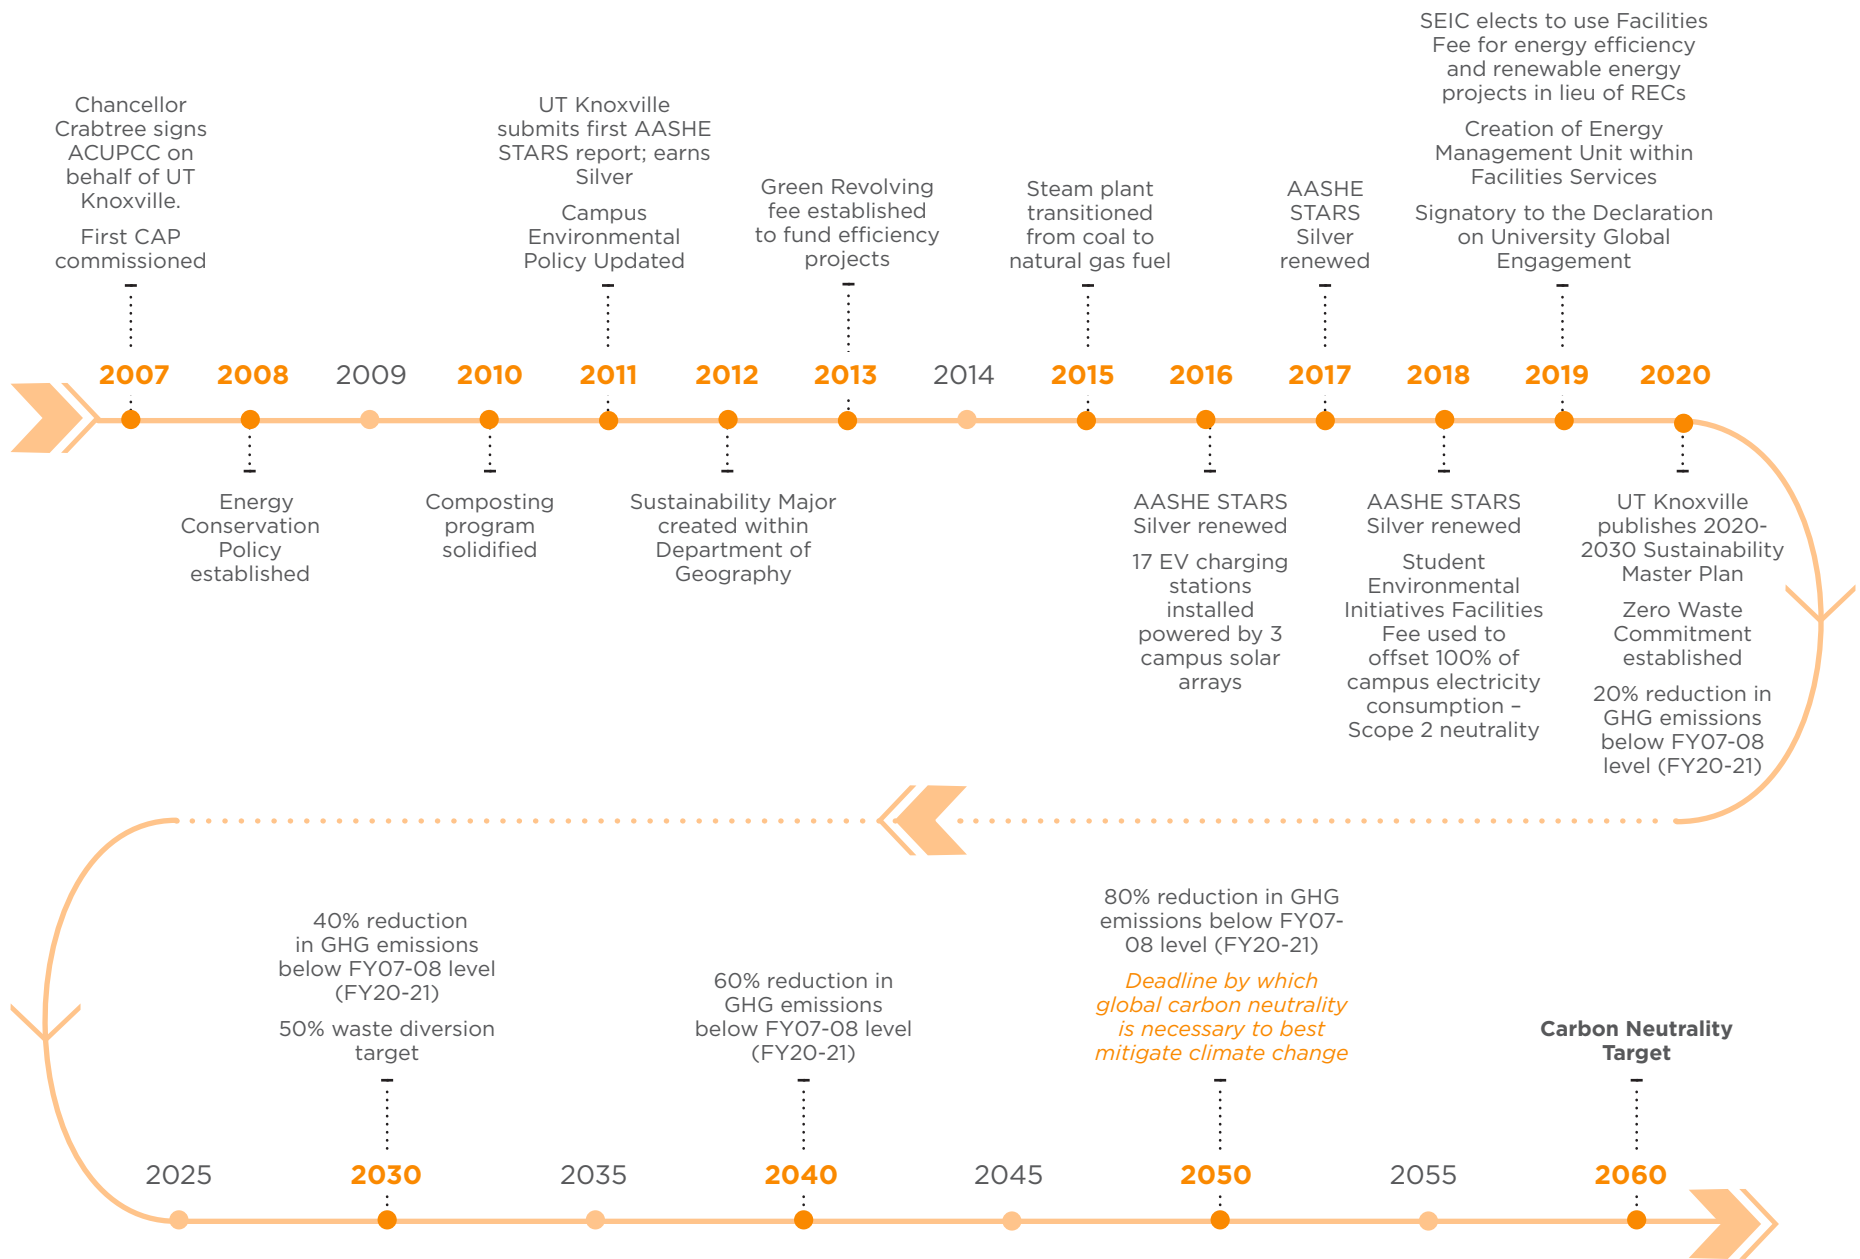 Chancellor
Crabtree signs
ACUPCC on
behalf of UT
Knoxville.
First CAP
commissioned
UT Knoxville
submits first AASHE
STARS report; earns
Silver
Campus
Environmental
Policy Updated
Green Revolving
fee established
to fund efficiency
projects
Steam plant
transitioned
from coal to
natural gas fuel
AASHE
STARS
Silver
renewed
SEIC elects to use Facilities
Fee for energy efficiency
and renewable energy
projects in lieu of RECs
Creation of Energy
Management Unit within
Facilities Services
Signatory to the Declaration
on University Global
Engagement
2007 2008 2009 2010 2011 2012 2013 2014 2015 2016 2017 2018 2019 2020
Energy
Conservation
Policy
established
Composting
program
solidified
Sustainability Major
created within
Department of
Geography
AASHE STARS
Silver renewed
17 EV charging
stations
installed
powered by 3
campus solar
arrays
AASHE STARS
Silver renewed
Student
Environmental
Initiatives Facilities
Fee used to
offset 100% of
campus electricity
consumption –
Scope 2 neutrality
UT Knoxville
publishes 2020-
2030 Sustainability
Master Plan
Zero Waste
Commitment
established
20% reduction in
GHG emissions
below FY07-08
level (FY20-21)
40% reduction
in GHG emissions
below FY07-08 level
(FY20-21)
50% waste diversion
target
60% reduction in
GHG emissions
below FY07-08 level
(FY20-21)
80% reduction in GHG
emissions below FY07-
08 level (FY20-21)
Deadline by which
global carbon neutrality
is necessary to best
mitigate climate change
Carbon Neutrality
Target
2025 2030 2035 2040 2045 2050 2055 2060